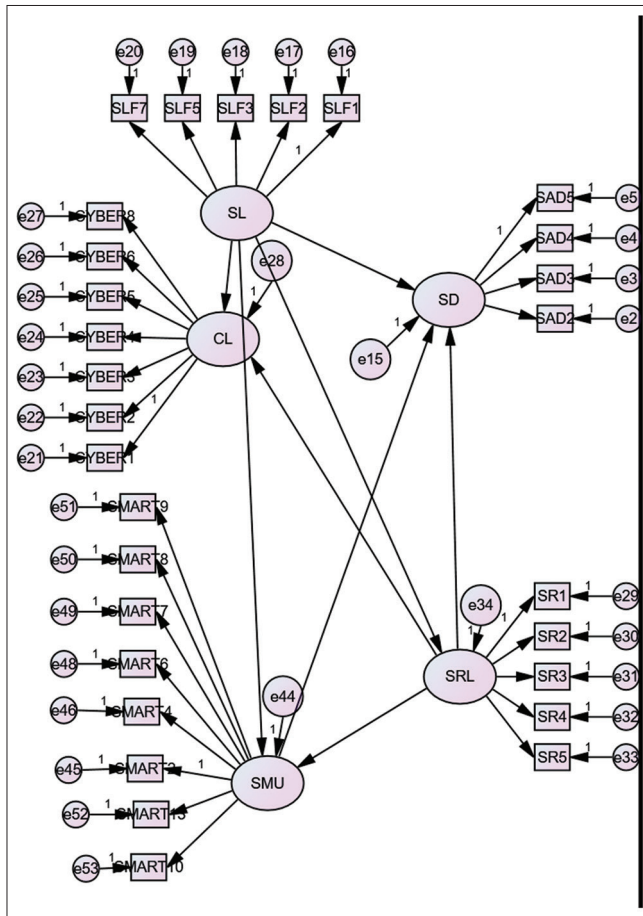 e20 e19 e18 e17 e16
1 1 1 1 1
SLF7 SLF5 SLF3 SLF2 SLF1
1
SL
e27 1 CYBER8
e26 1 CYBER6
e25 1 CYBER5
e24 1 CYBER4
e23 1 CYBER3
e22 1 CYBER2
e21 1 CYBER1
1
e28
1
CL
SAD5 1 e5
SAD4 1 e4
SAD3 1 e3
SAD2 1 e2
1
SD
e15
1
e51 1 SMART9
e50 1 SMART8
e49 1 SMART7
e48 1 SMART6
e46 1 SMART4
e45 1
e52 1 SMART13
e53 1 SMART10
1
e44
1
SMU
e34
1
1
SRL
SR1 1 e29
SR2 1 e30
SR3 1 e31
SR4 1 e32
SR5 1 e33